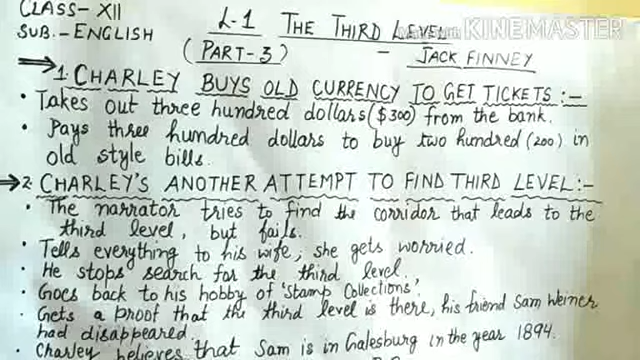 CLASS- XII
SUB.- ENGLISH
L-1 THE THIRD LEVEL
Made with KINEMASTER
(PART-3) - JACK FINNEY
1. CHARLEY BUYS OLD CURRENCY TO GET TICKETS:-
• Takes out three hundred dollars ($300) from the bank.
• Pays three hundred dollars to buy two hundred (200) in
old style bills.
2. CHARLEY'S ANOTHER ATTEMPT TO FIND THIRD LEVEL:-
• The narrator tries to find the corridor that leads to the
third level, but fails.
• Tells everything to his wife, she gets worried.
• He stops search for the third level.
• Goes back to his hobby of 'Stamp Collections'.
• Gets a proof that the third level is there, his friend Sam Weiner
had disappeared.
• Charley believes that Sam is in Galesburg in the year 1894.